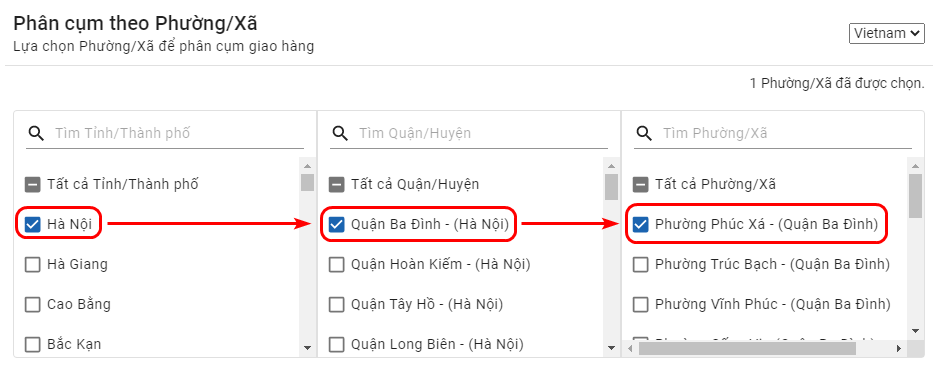 Phân cụm theo Phường/Xã
Lựa chọn Phường/Xã để phân cụm giao hàng
Vietnam
1 Phường/Xã đã được chọn.
Tìm Tỉnh/Thành phố
Tất cả Tỉnh/Thành phố
Hà Nội
Hà Giang
Cao Bằng
Bắc Kạn
Tìm Quận/Huyện
Tất cả Quận/Huyện
Quận Ba Đình - (Hà Nội)
Quận Hoàn Kiếm - (Hà Nội)
Quận Tây Hồ - (Hà Nội)
Quận Long Biên - (Hà Nội)
Tìm Phường/Xã
Tất cả Phường/Xã
Phường Phúc Xá - (Quận Ba Đình)
Phường Trúc Bạch - (Quận Ba Đình)
Phường Vĩnh Phúc - (Quận Ba Đình)